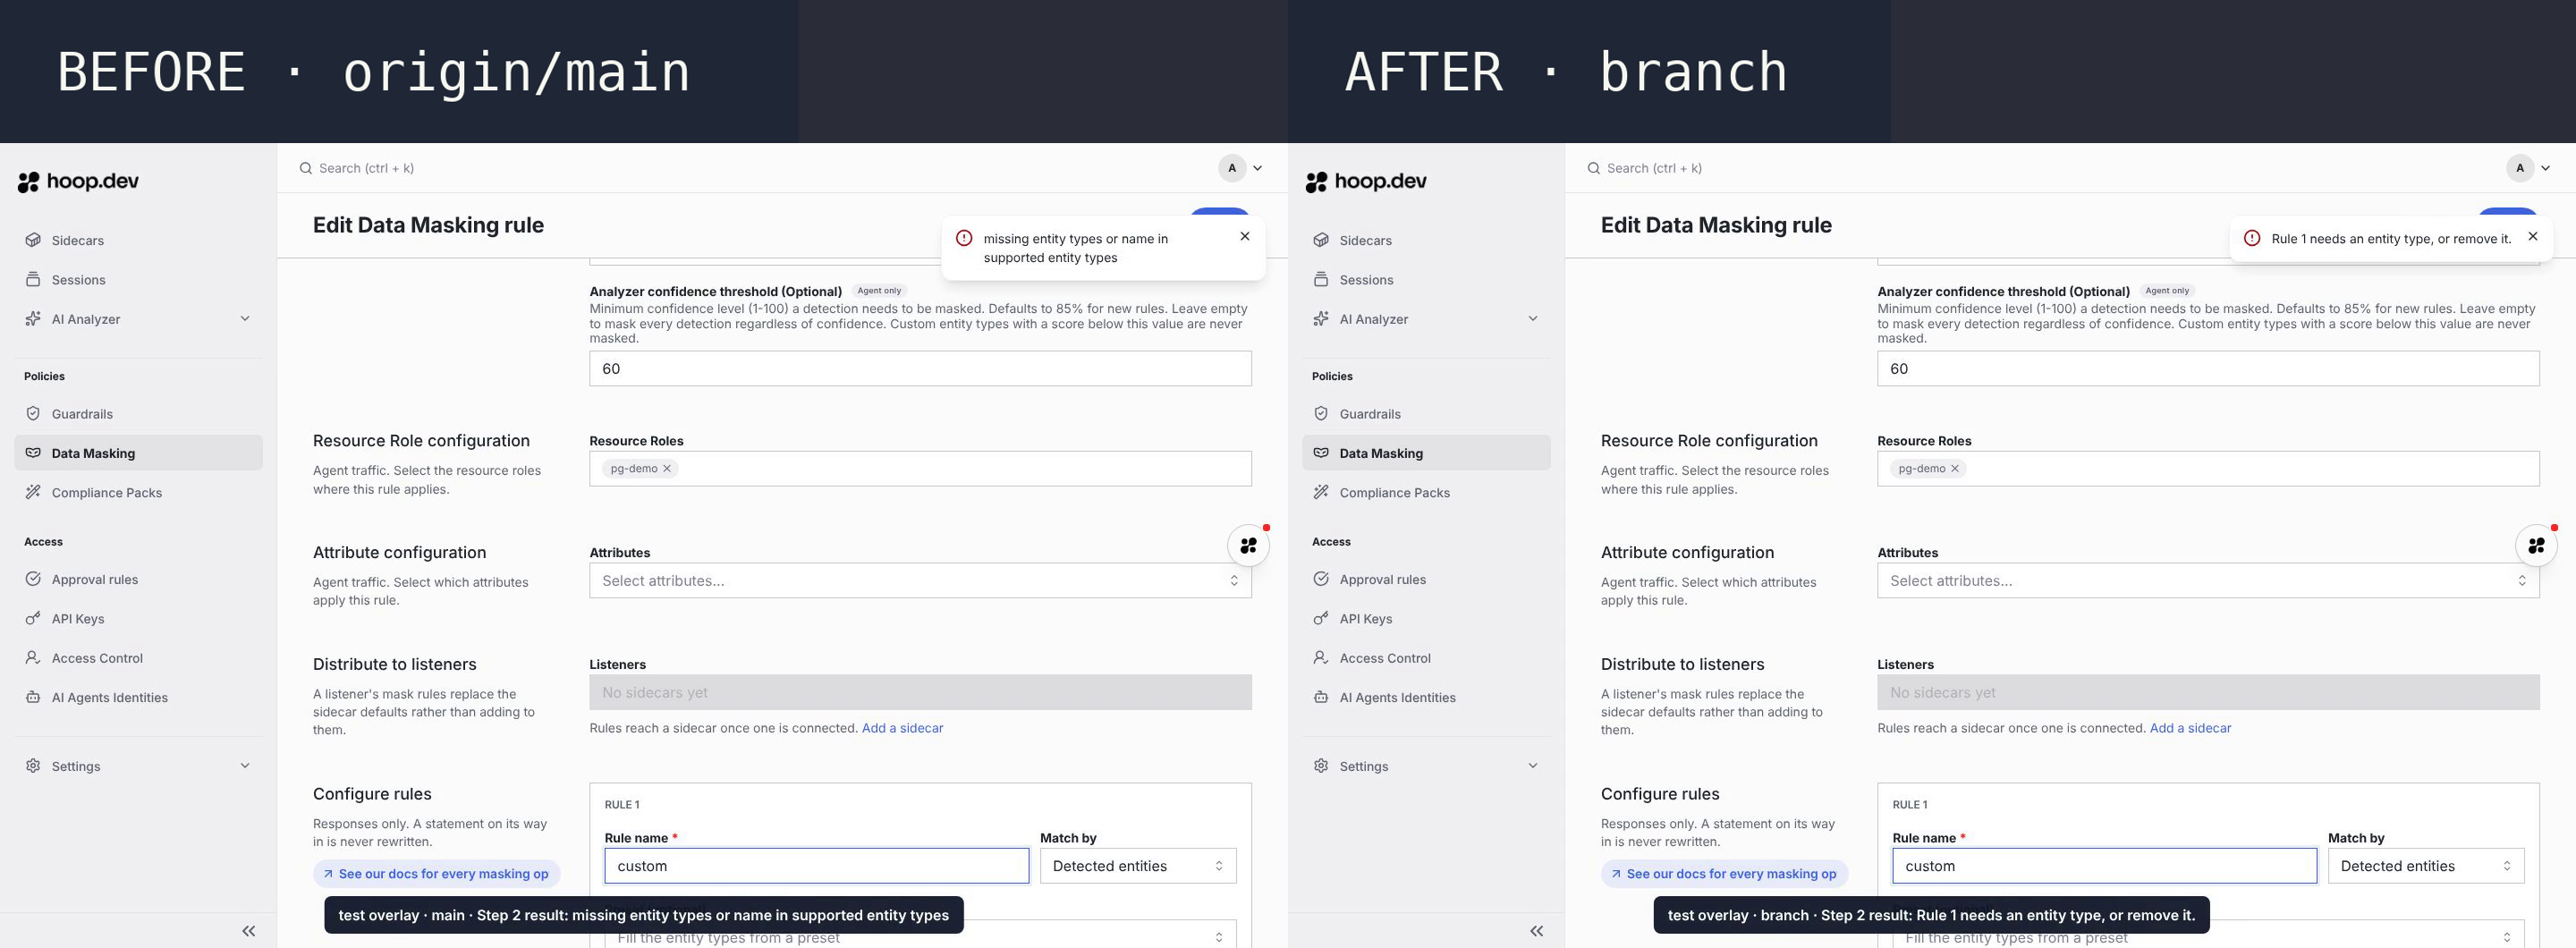 BEFORE · origin/main
hoop.dev
Search (ctrl + k)
A
Sidecars
Sessions
AI Analyzer
Policies
Guardrails
Data Masking
Compliance Packs
Access
Approval rules
API Keys
Access Control
AI Agents Identities
Settings
Edit Data Masking rule
missing entity types or name in
supported entity types
Analyzer confidence threshold (Optional) Agent only
Minimum confidence level (1-100) a detection needs to be masked. Defaults to 85% for new rules. Leave empty
to mask every detection regardless of confidence. Custom entity types with a score below this value are never
masked.
60
Resource Role configuration
Agent traffic. Select the resource roles
where this rule applies.
Resource Roles
pg-demo
Attribute configuration
Agent traffic. Select which attributes
apply this rule.
Attributes
Select attributes...
Distribute to listeners
A listener's mask rules replace the
sidecar defaults rather than adding to
them.
Listeners
No sidecars yet
Rules reach a sidecar once one is connected. Add a sidecar
Configure rules
Responses only. A statement on its way
in is never rewritten.
See our docs for every masking op
RULE 1
Rule name *
custom
Match by
Detected entities
test overlay · main · Step 2 result: missing entity types or name in supported entity types
Fill the entity types from a preset
AFTER · branch
hoop.dev
Search (ctrl + k)
A
Sidecars
Sessions
AI Analyzer
Policies
Guardrails
Data Masking
Compliance Packs
Access
Approval rules
API Keys
Access Control
AI Agents Identities
Settings
Edit Data Masking rule
Rule 1 needs an entity type, or remove it.
Analyzer confidence threshold (Optional) Agent only
Minimum confidence level (1-100) a detection needs to be masked. Defaults to 85% for new rules. Leave empty
to mask every detection regardless of confidence. Custom entity types with a score below this value are never
masked.
60
Resource Role configuration
Agent traffic. Select the resource roles
where this rule applies.
Resource Roles
pg-demo
Attribute configuration
Agent traffic. Select which attributes
apply this rule.
Attributes
Select attributes...
Distribute to listeners
A listener's mask rules replace the
sidecar defaults rather than adding to
them.
Listeners
No sidecars yet
Rules reach a sidecar once one is connected. Add a sidecar
Configure rules
Responses only. A statement on its way
in is never rewritten.
See our docs for every masking op
RULE 1
Rule name *
custom
Match by
Detected entities
test overlay · branch · Step 2 result: Rule 1 needs an entity type, or remove it.
Fill the entity types from a preset